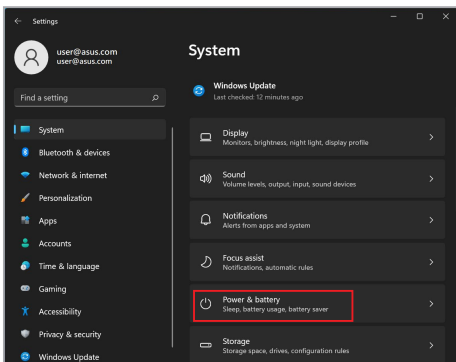 Settings
user@asus.com
user@asus.com
Find a setting
System
Bluetooth & devices
Network & internet
Personalization
Apps
Accounts
Time & language
Gaming
Accessibility
Privacy & security
Windows Update
System
Windows Update
Last checked: 12 minutes ago
Display
Monitors, brightness, night light, display profile
Sound
Volume levels, output, input, sound devices
Notifications
Alerts from apps and system
Focus assist
Notifications, automatic rules
Power & battery
Sleep, battery usage, battery saver
Storage
Storage space, drives, configuration rules